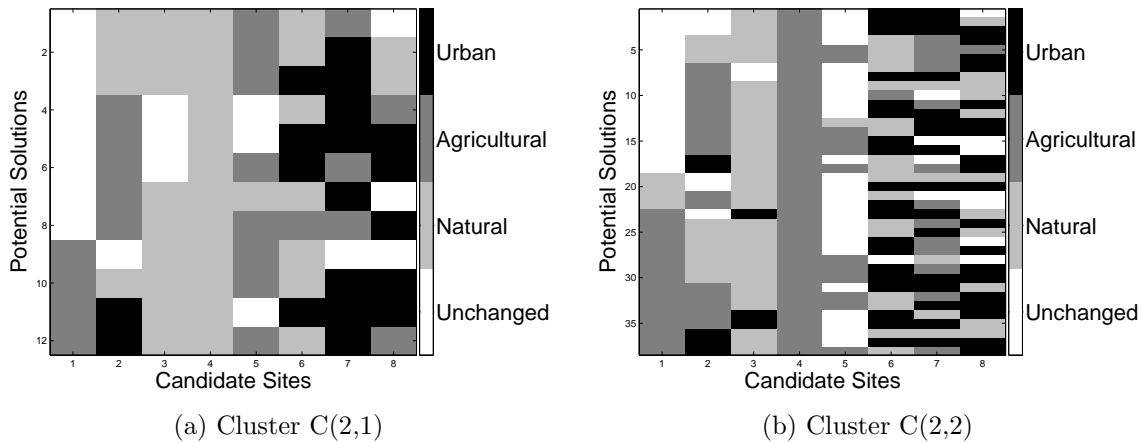 Potential Solutions
2
4
6
8
10
12
1 2 3 4 5 6 7 8
Candidate Sites
Urban
Agricultural
Natural
Unchanged
(a) Cluster C(2,1)
Potential Solutions
5
10
15
20
25
30
35
1 2 3 4 5 6 7 8
Candidate Sites
Urban
Agricultural
Natural
Unchanged
(b) Cluster C(2,2)